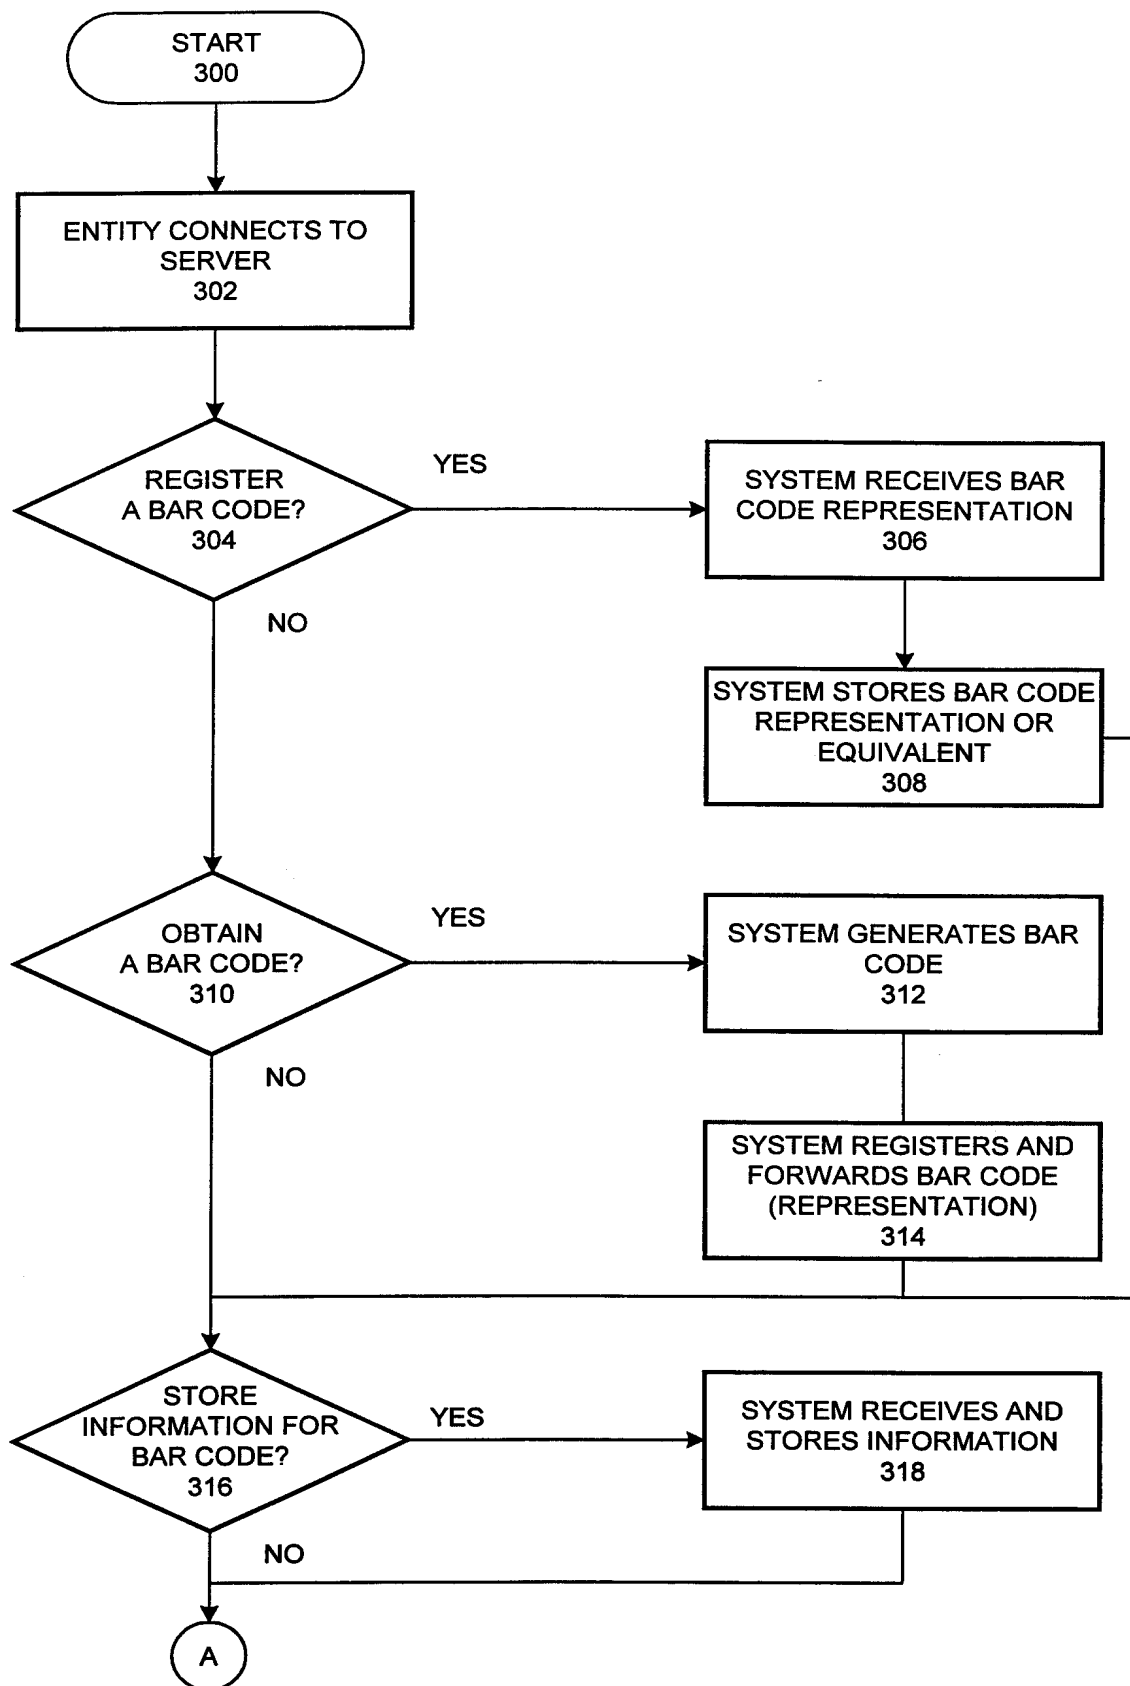 START
300
ENTITY CONNECTS TO
SERVER
302
REGISTER
A BAR CODE?
304
YES
NO
SYSTEM RECEIVES BAR
CODE REPRESENTATION
306
SYSTEM STORES BAR CODE
REPRESENTATION OR
EQUIVALENT
308
OBTAIN
A BAR CODE?
310
YES
NO
SYSTEM GENERATES BAR
CODE
312
SYSTEM REGISTERS AND
FORWARDS BAR CODE
(REPRESENTATION)
314
STORE
INFORMATION FOR
BAR CODE?
316
YES
NO
SYSTEM RECEIVES AND
STORES INFORMATION
318
A